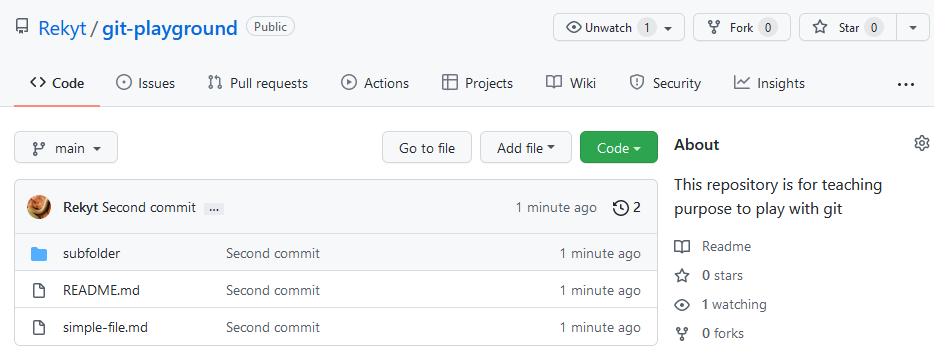 Rekyt / git-playground Public Unwatch 1 Fork 0 Star 0
Code Issues Pull requests Actions Projects Wiki Security Insights ...
main Go to file Add file Code About
This repository is for teaching
purpose to play with git
Rekyt Second commit ... 1 minute ago 2
subfolder Second commit 1 minute ago
README.md Second commit 1 minute ago
simple-file.md Second commit 1 minute ago
Readme
0 stars
1 watching
0 forks